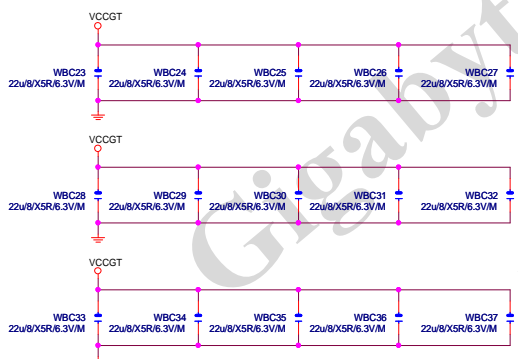 VCCGT
WBC23 WBC24 WBC25 WBC26 WBC27
22u/8/X5R/6.3V/M 22u/8/X5R/6.3V/M 22u/8/X5R/6.3V/M 22u/8/X5R/6.3V/M 22u/8/X5R/6.3V/M
VCCGT
WBC28 WBC29 WBC30 WBC31 WBC32
22u/8/X5R/6.3V/M 22u/8/X5R/6.3V/M 22u/8/X5R/6.3V/M 22u/8/X5R/6.3V/M 22u/8/X5R/6.3V/M
VCCGT
WBC33 WBC34 WBC35 WBC36 WBC37
22u/8/X5R/6.3V/M 22u/8/X5R/6.3V/M 22u/8/X5R/6.3V/M 22u/8/X5R/6.3V/M 22u/8/X5R/6.3V/M
Gigabyt